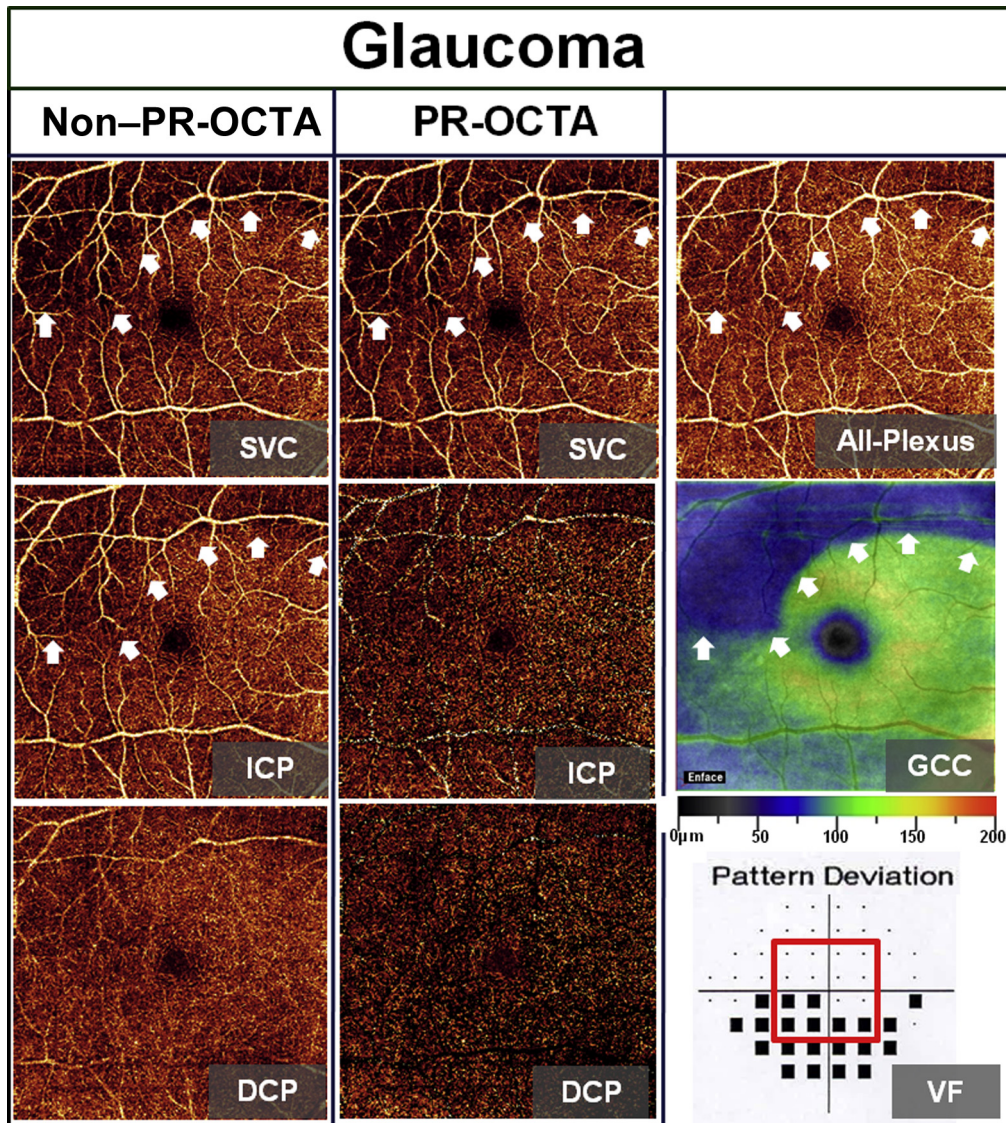 Glaucoma
Non–PR-OCTA
PR-OCTA
SVC
SVC
All-Plexus
ICP
ICP
GCC
Enface
0μm 50 100 150 200
DCP
DCP
Pattern Deviation
VF